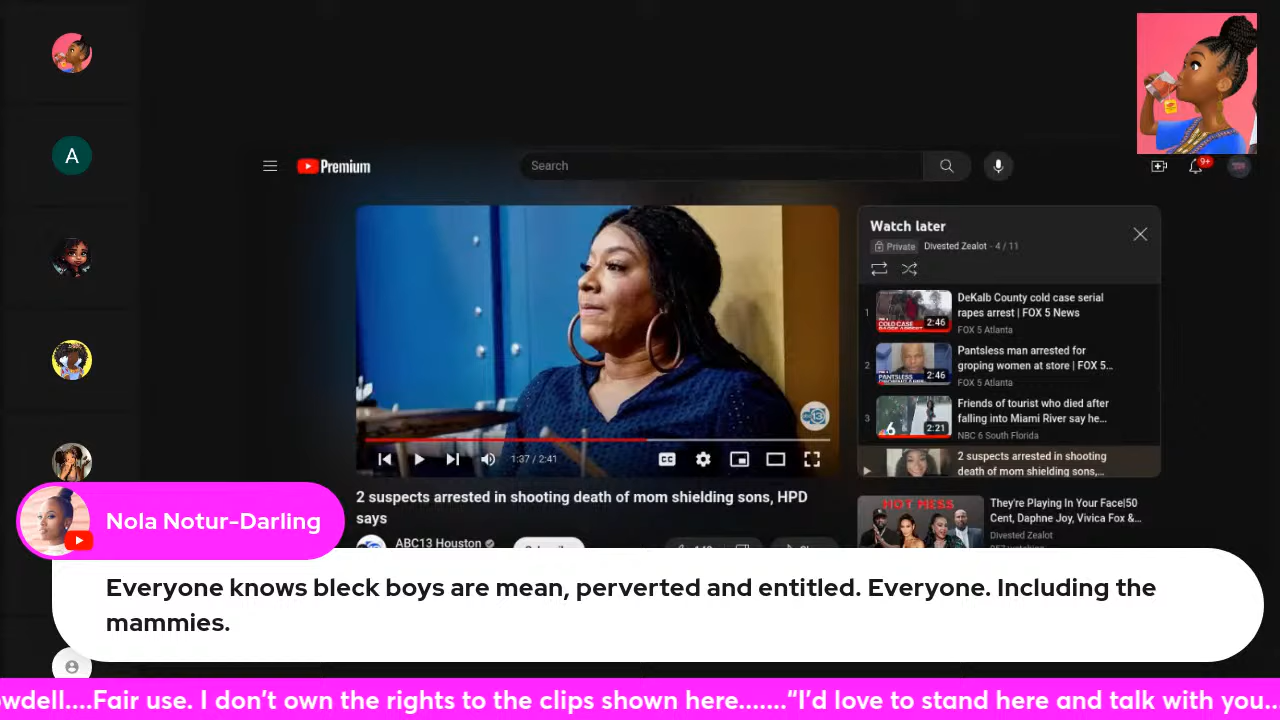 A
Premium
Search
9+
Watch later
Private
Divested Zealot - 4 / 11
1
2:46
DeKalb County cold case serial
rapes arrest | FOX 5 News
FOX 5 Atlanta
2
2:46
Pantsless man arrested for
groping women at store | FOX 5...
FOX 5 Atlanta
3
6
2:21
Friends of tourist who died after
falling into Miami River say he...
NBC 6 South Florida
2 suspects arrested in shooting
death of mom shielding sons,...
13
1:37 / 2:41
CC
2 suspects arrested in shooting death of mom shielding sons, HPD
says
ABC13 Houston
HOT MESS
They're Playing In Your Face|50
Cent, Daphne Joy, Vivica Fox &...
Divested Zealot
Nola Notur-Darling
Everyone knows bleck boys are mean, perverted and entitled. Everyone. Including the
mammies.
wdell....Fair use. I don't own the rights to the clips shown here.......“I'd love to stand here and talk with you..